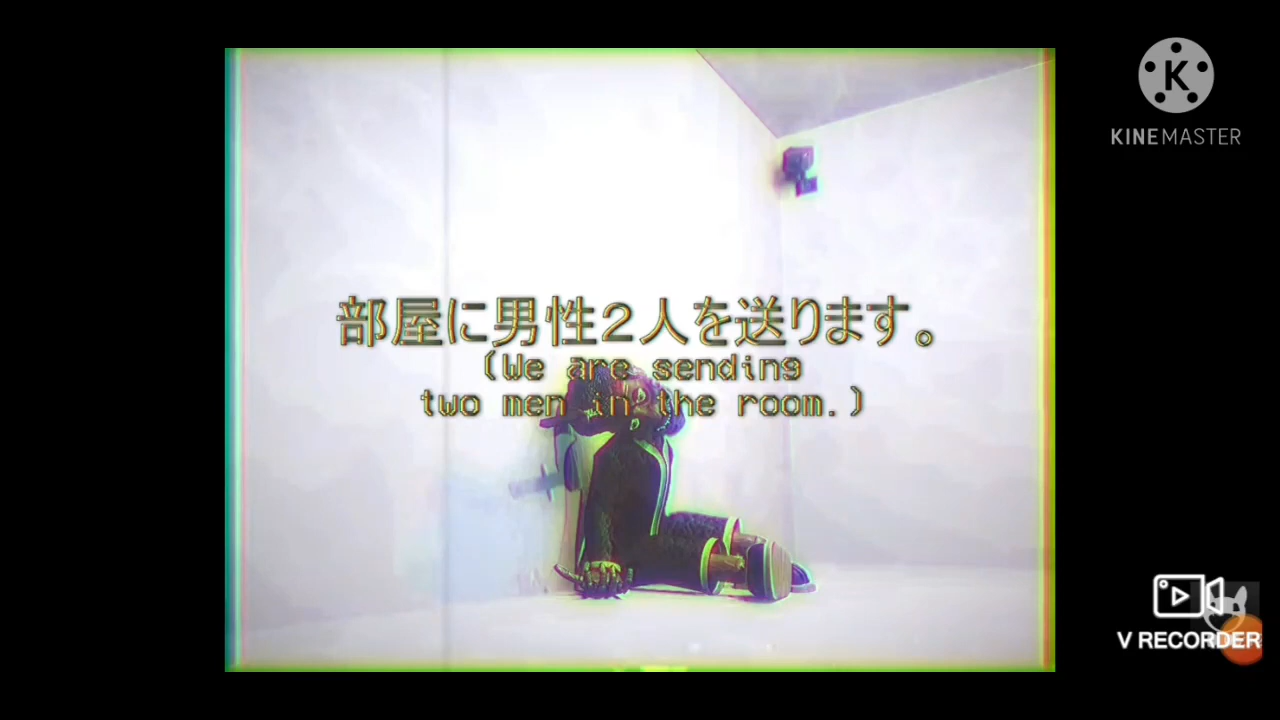 部屋に男性2人を送ります。
(We are sending
two men in the room.)
K
KINEMASTER
V RECORDER